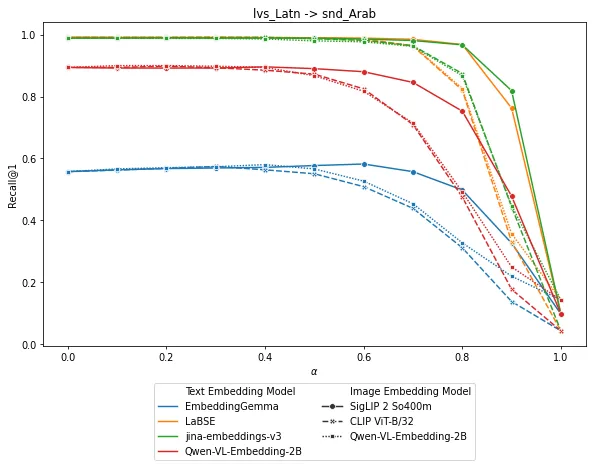 lvs_Latn -> snd_Arab
Recall@1
1.0
0.8
0.6
0.4
0.2
0.0
0.0 0.2 0.4 0.6 0.8 1.0
α
Text Embedding Model Image Embedding Model
EmbeddingGemma SigLIP 2 So400m
LaBSE CLIP ViT-B/32
jina-embeddings-v3 Qwen-VL-Embedding-2B
Qwen-VL-Embedding-2B